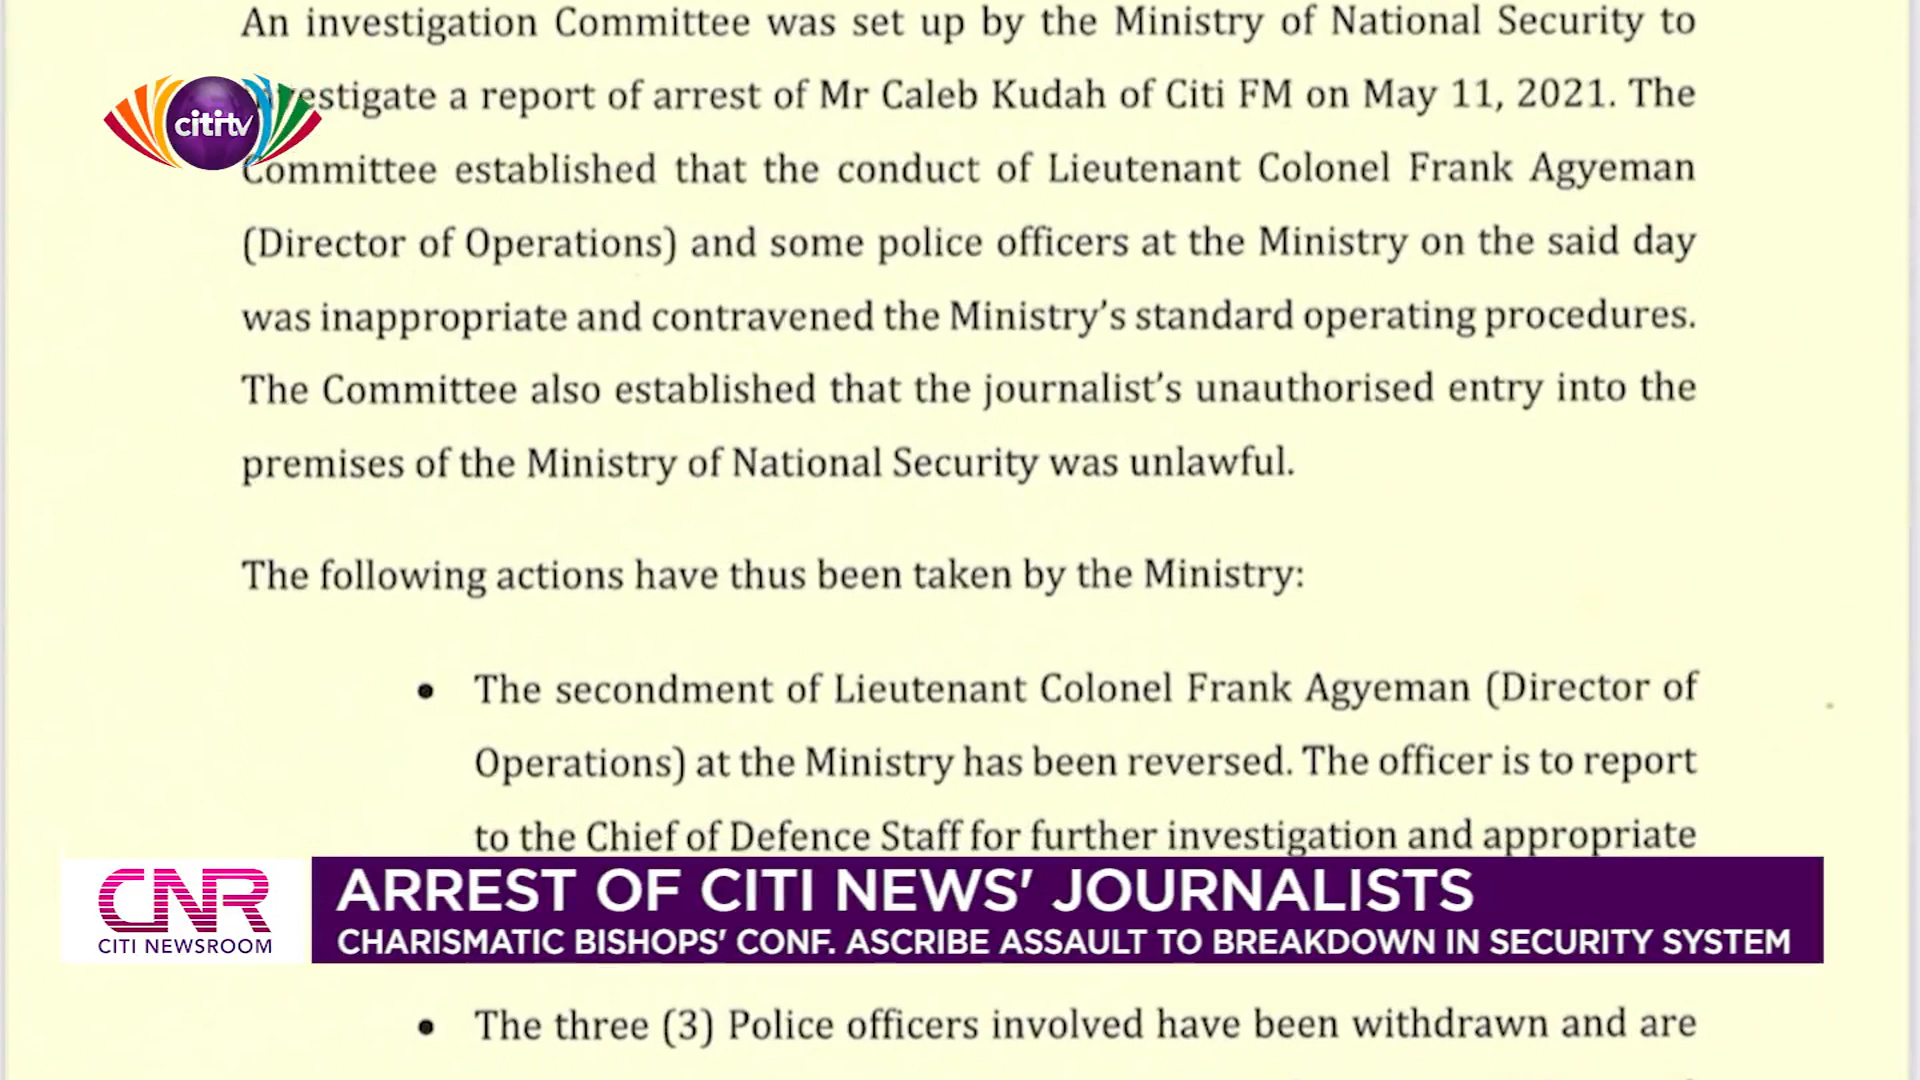 An investigation Committee was set up by the Ministry of National Security to
investigate a report of arrest of Mr Caleb Kudah of Citi FM on May 11, 2021. The
cititv
Committee established that the conduct of Lieutenant Colonel Frank Agyeman
(Director of Operations) and some police officers at the Ministry on the said day
was inappropriate and contravened the Ministry’s standard operating procedures.
The Committee also established that the journalist’s unauthorised entry into the
premises of the Ministry of National Security was unlawful.
The following actions have thus been taken by the Ministry:
• The secondment of Lieutenant Colonel Frank Agyeman (Director of
Operations) at the Ministry has been reversed. The officer is to report
to the Chief of Defence Staff for further investigation and appropriate
CNR
CITI NEWSROOM
ARREST OF CITI NEWS' JOURNALISTS
CHARISMATIC BISHOPS' CONF. ASCRIBE ASSAULT TO BREAKDOWN IN SECURITY SYSTEM
• The three (3) Police officers involved have been withdrawn and are